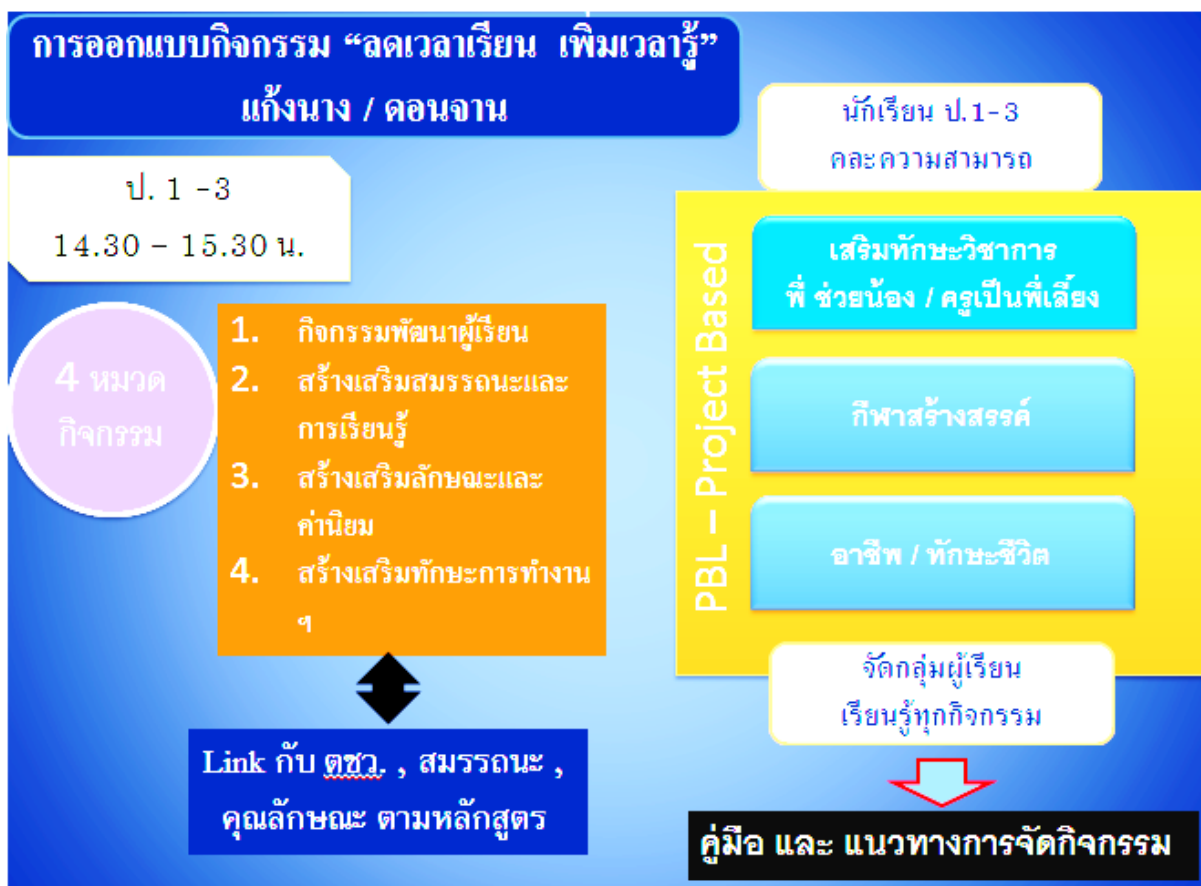 การออกแบบกิจกรรม “ลดเวลาเรียน เพิ่มเวลารู้”
แก้งนาง / ดอนจาน
ป. 1 -3
14.30 – 15.30 น.
4 หมวด
กิจกรรม
1. กิจกรรมพัฒนาผู้เรียน
2. สร้างเสริมสมรรถนะและ
การเรียนรู้
3. สร้างเสริมลักษณะและ
ค่านิยม
4. สร้างเสริมทักษะการทำงาน
ฯ
Link กับ ตชว. , สมรรถนะ ,
คุณลักษณะ ตามหลักสูตร
นักเรียน ป.1-3
คละความสามารถ
PBL – Project Based
เสริมทักษะวิชาการ
พี่ ช่วยน้อง / ครูเป็นพี่เลี้ยง
กีฬาสร้างสรรค์
อาชีพ / ทักษะชีวิต
จัดกลุ่มผู้เรียน
เรียนรู้ทุกกิจกรรม
คู่มือ และ แนวทางการจัดกิจกรรม